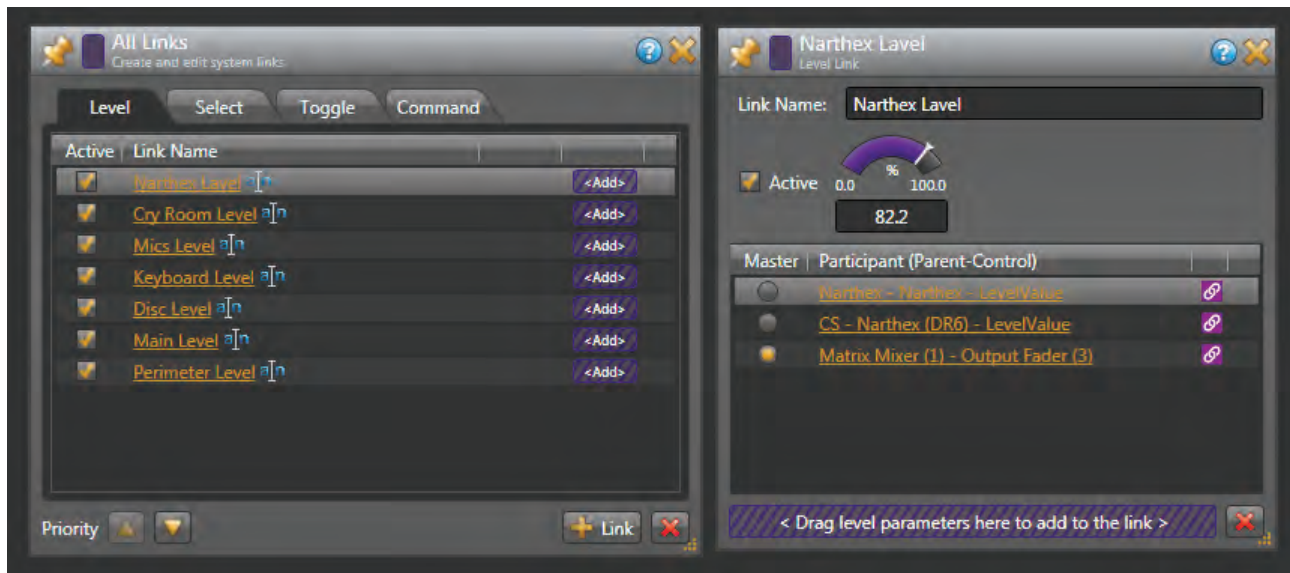 All Links
Create and edit system links
Level Select Toggle Command
Active Link Name
Narthex Lavel a n <Add>
Cry Room Level a n <Add>
Mics Level a n <Add>
Keyboard Level a n <Add>
Disc Level a n <Add>
Main Level a n <Add>
Perimeter Level a n <Add>
Priority Link
Narthex Lavel
Level Link
Link Name: Narthex Lavel
Active 0.0 % 100.0
82.2
Master Participant (Parent-Control)
Narthex - Narthex - LevelValue
CS - Narthex (DR6) - LevelValue
Matrix Mixer (1) - Output Fader (3)
< Drag level parameters here to add to the link >